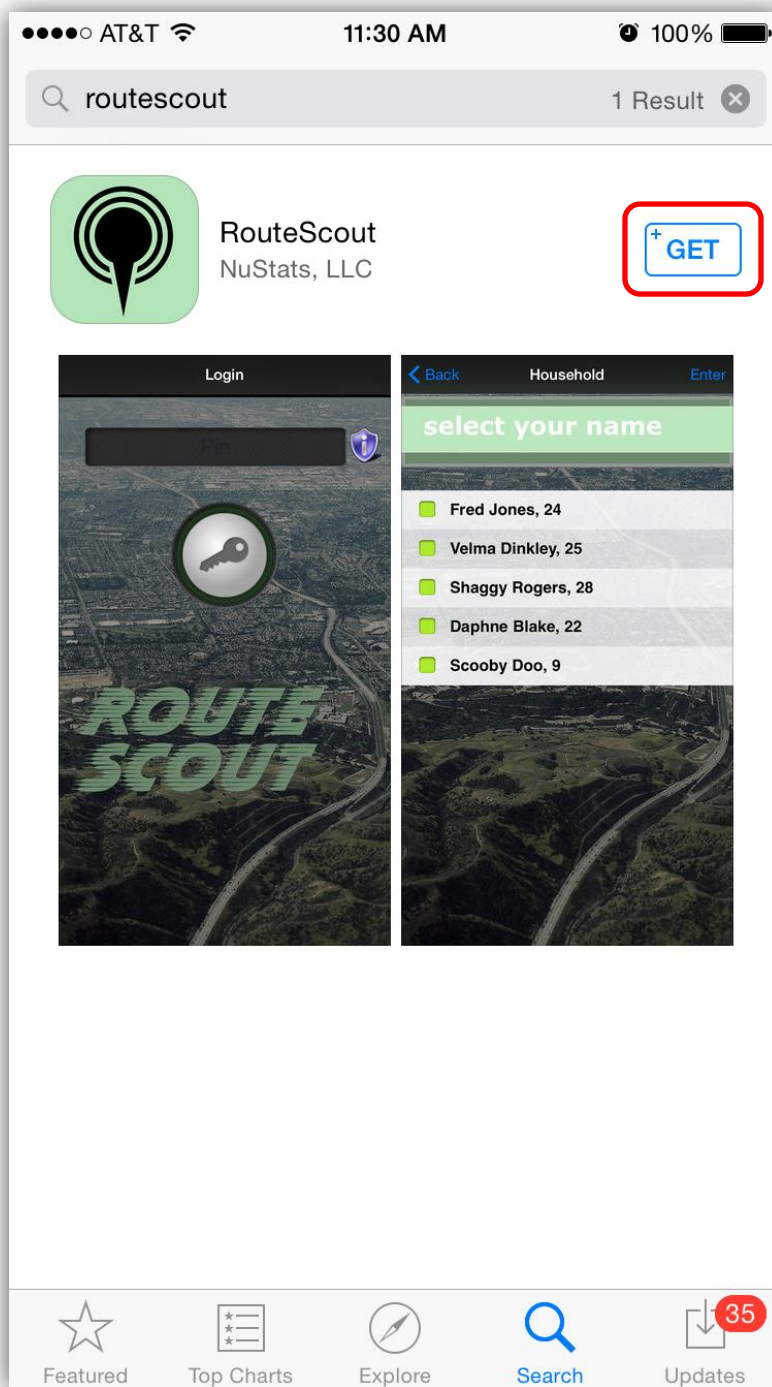 AT&T 11:30 AM 100%
routescout 1 Result
RouteScout
NuStats, LLC
+ GET
Login
Pin
ROUTE
SCOUT
Back Household Enter
select your name
Fred Jones, 24
Velma Dinkley, 25
Shaggy Rogers, 28
Daphne Blake, 22
Scooby Doo, 9
Featured Top Charts Explore Search Updates
35